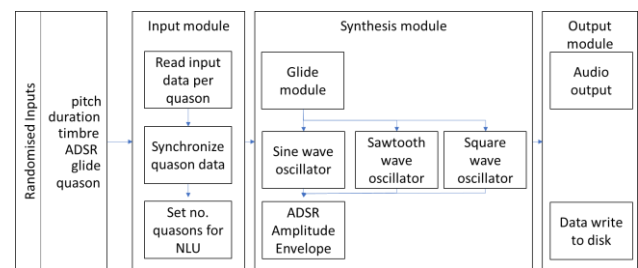 Randomised Inputs
pitch
duration
timbre
ADSR
glide
quason
Input module
Read input
data per
quason
Synchronize
quason data
Set no.
quasons for
NLU
Synthesis module
Glide
module
Sine wave
oscillator
Sawtooth
wave
oscillator
Square
wave
oscillator
ADSR
Amplitude
Envelope
Output
module
Audio
output
Data write
to disk